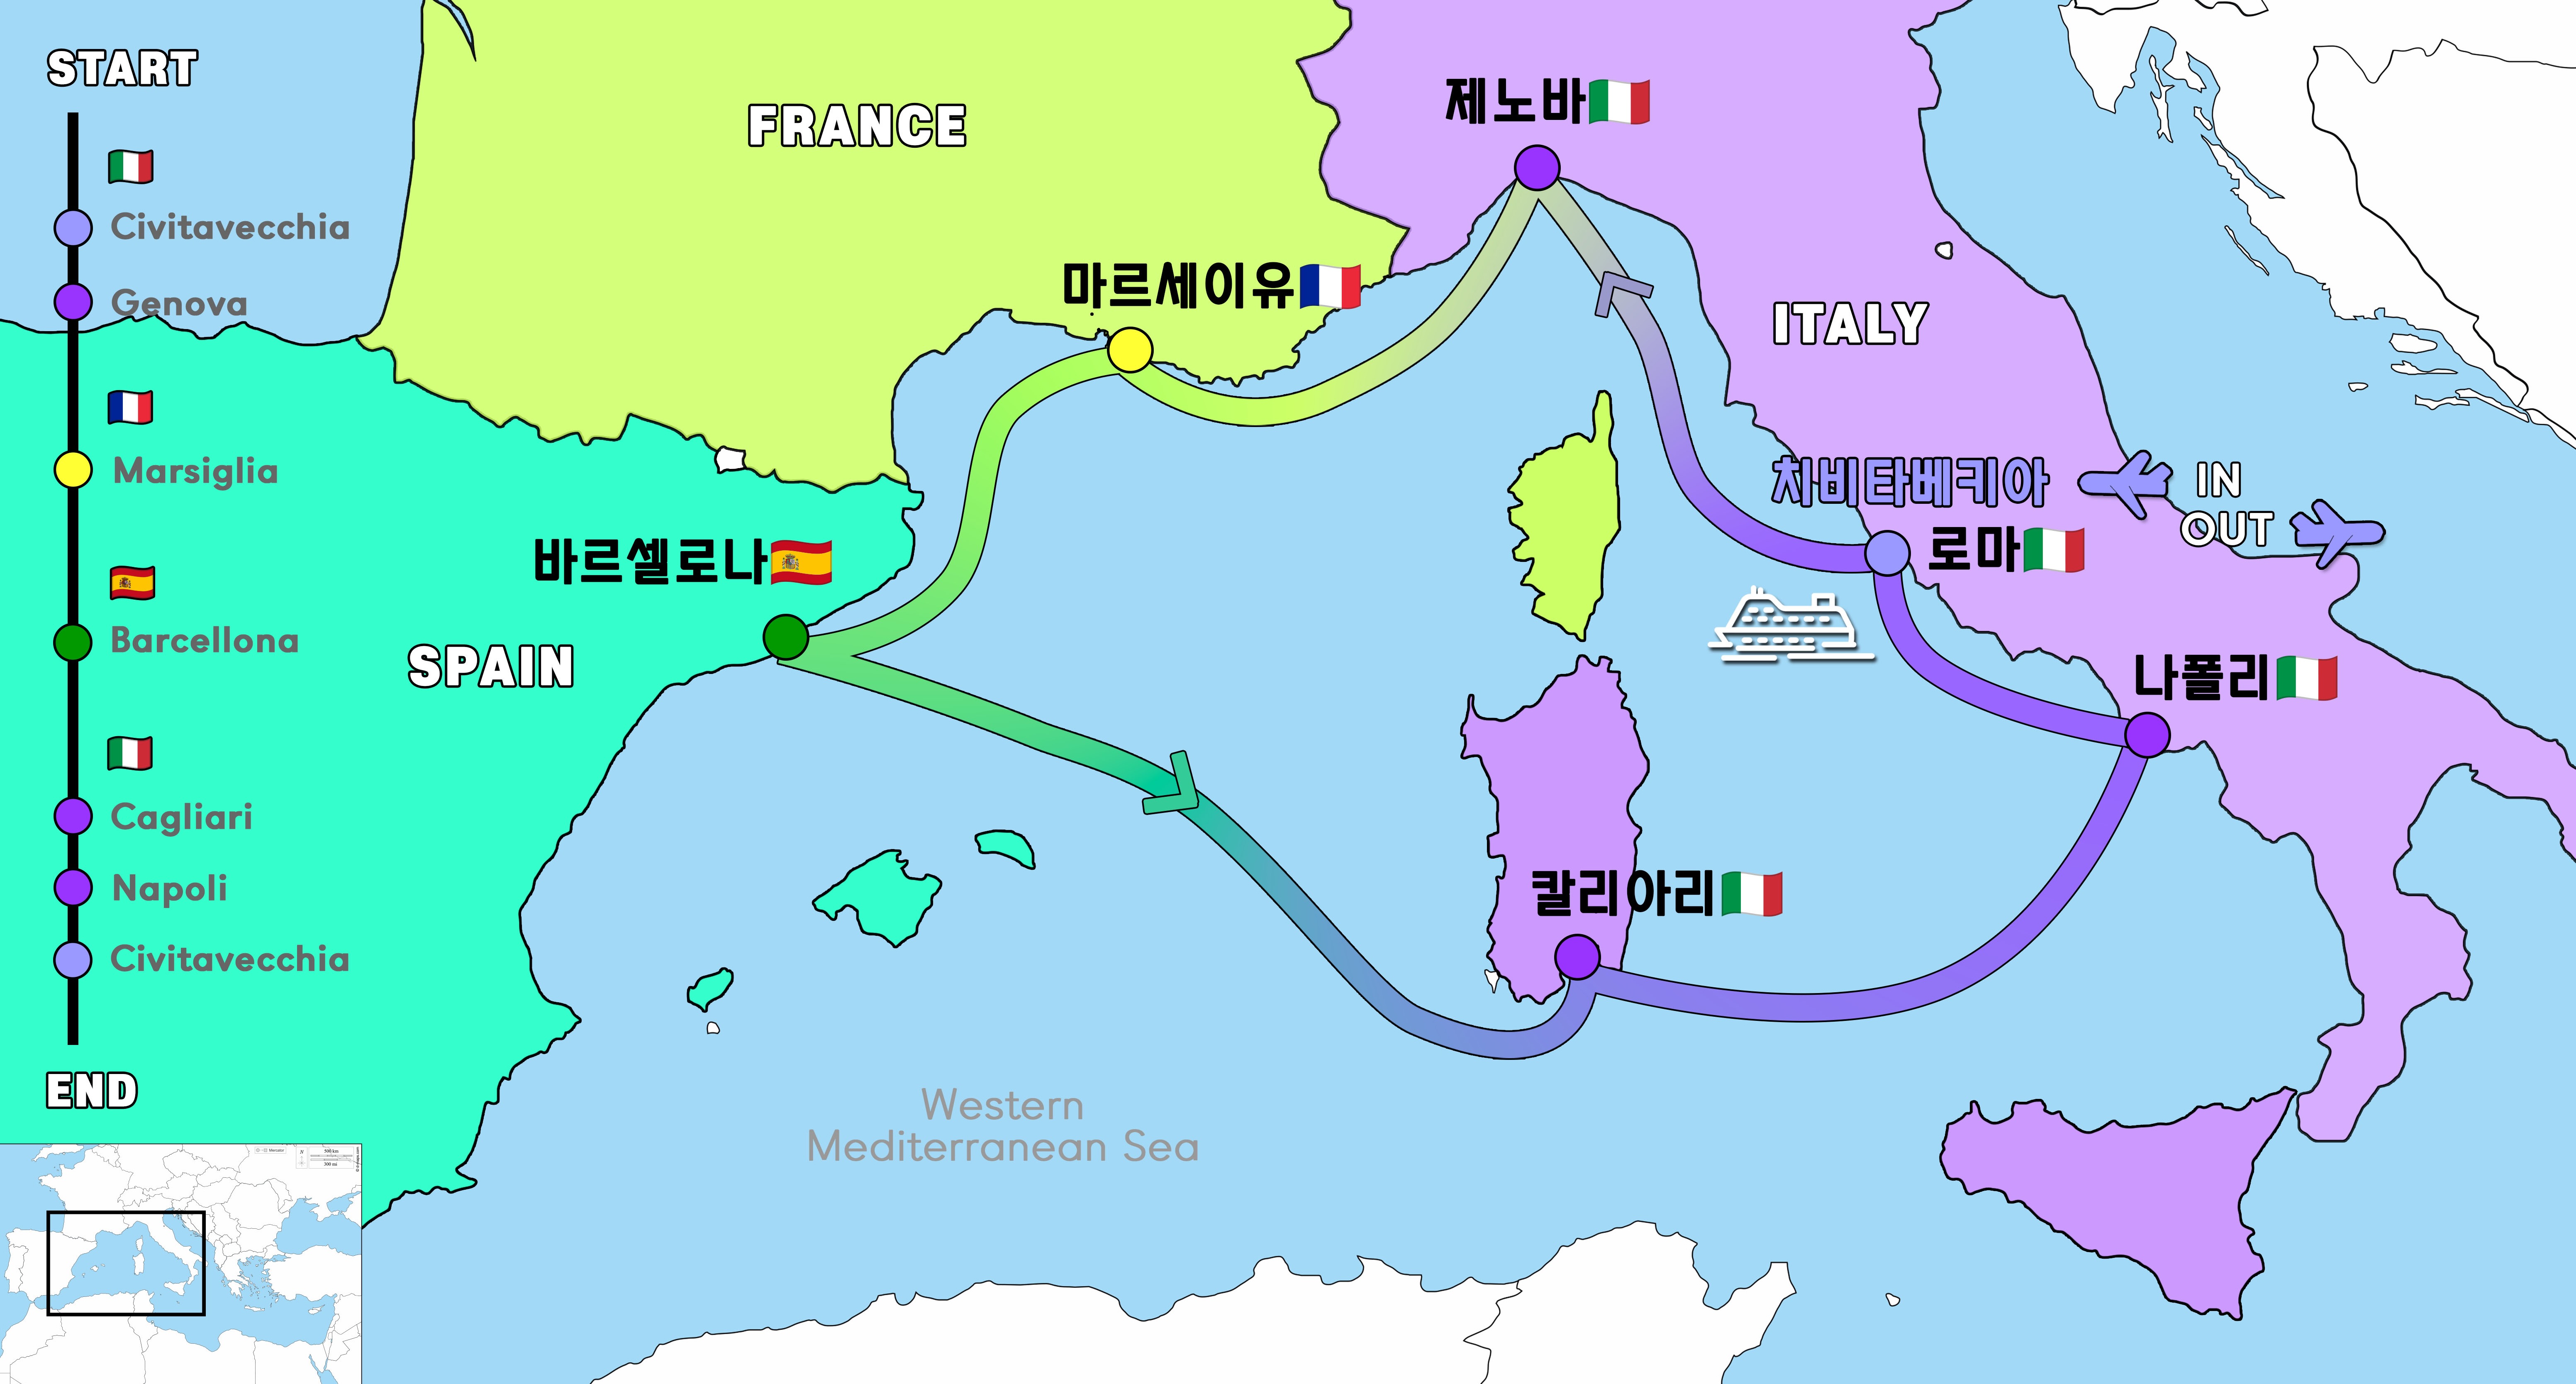 START
Civitavecchia
Genova
Marsiglia
Barcellona
Cagliari
Napoli
Civitavecchia
END
FRANCE
제노바
마르세이유
ITALY
치비타베키아
IN
OUT
로마
바르셀로나
SPAIN
나폴리
칼리아리
Western
Mediterranean Sea